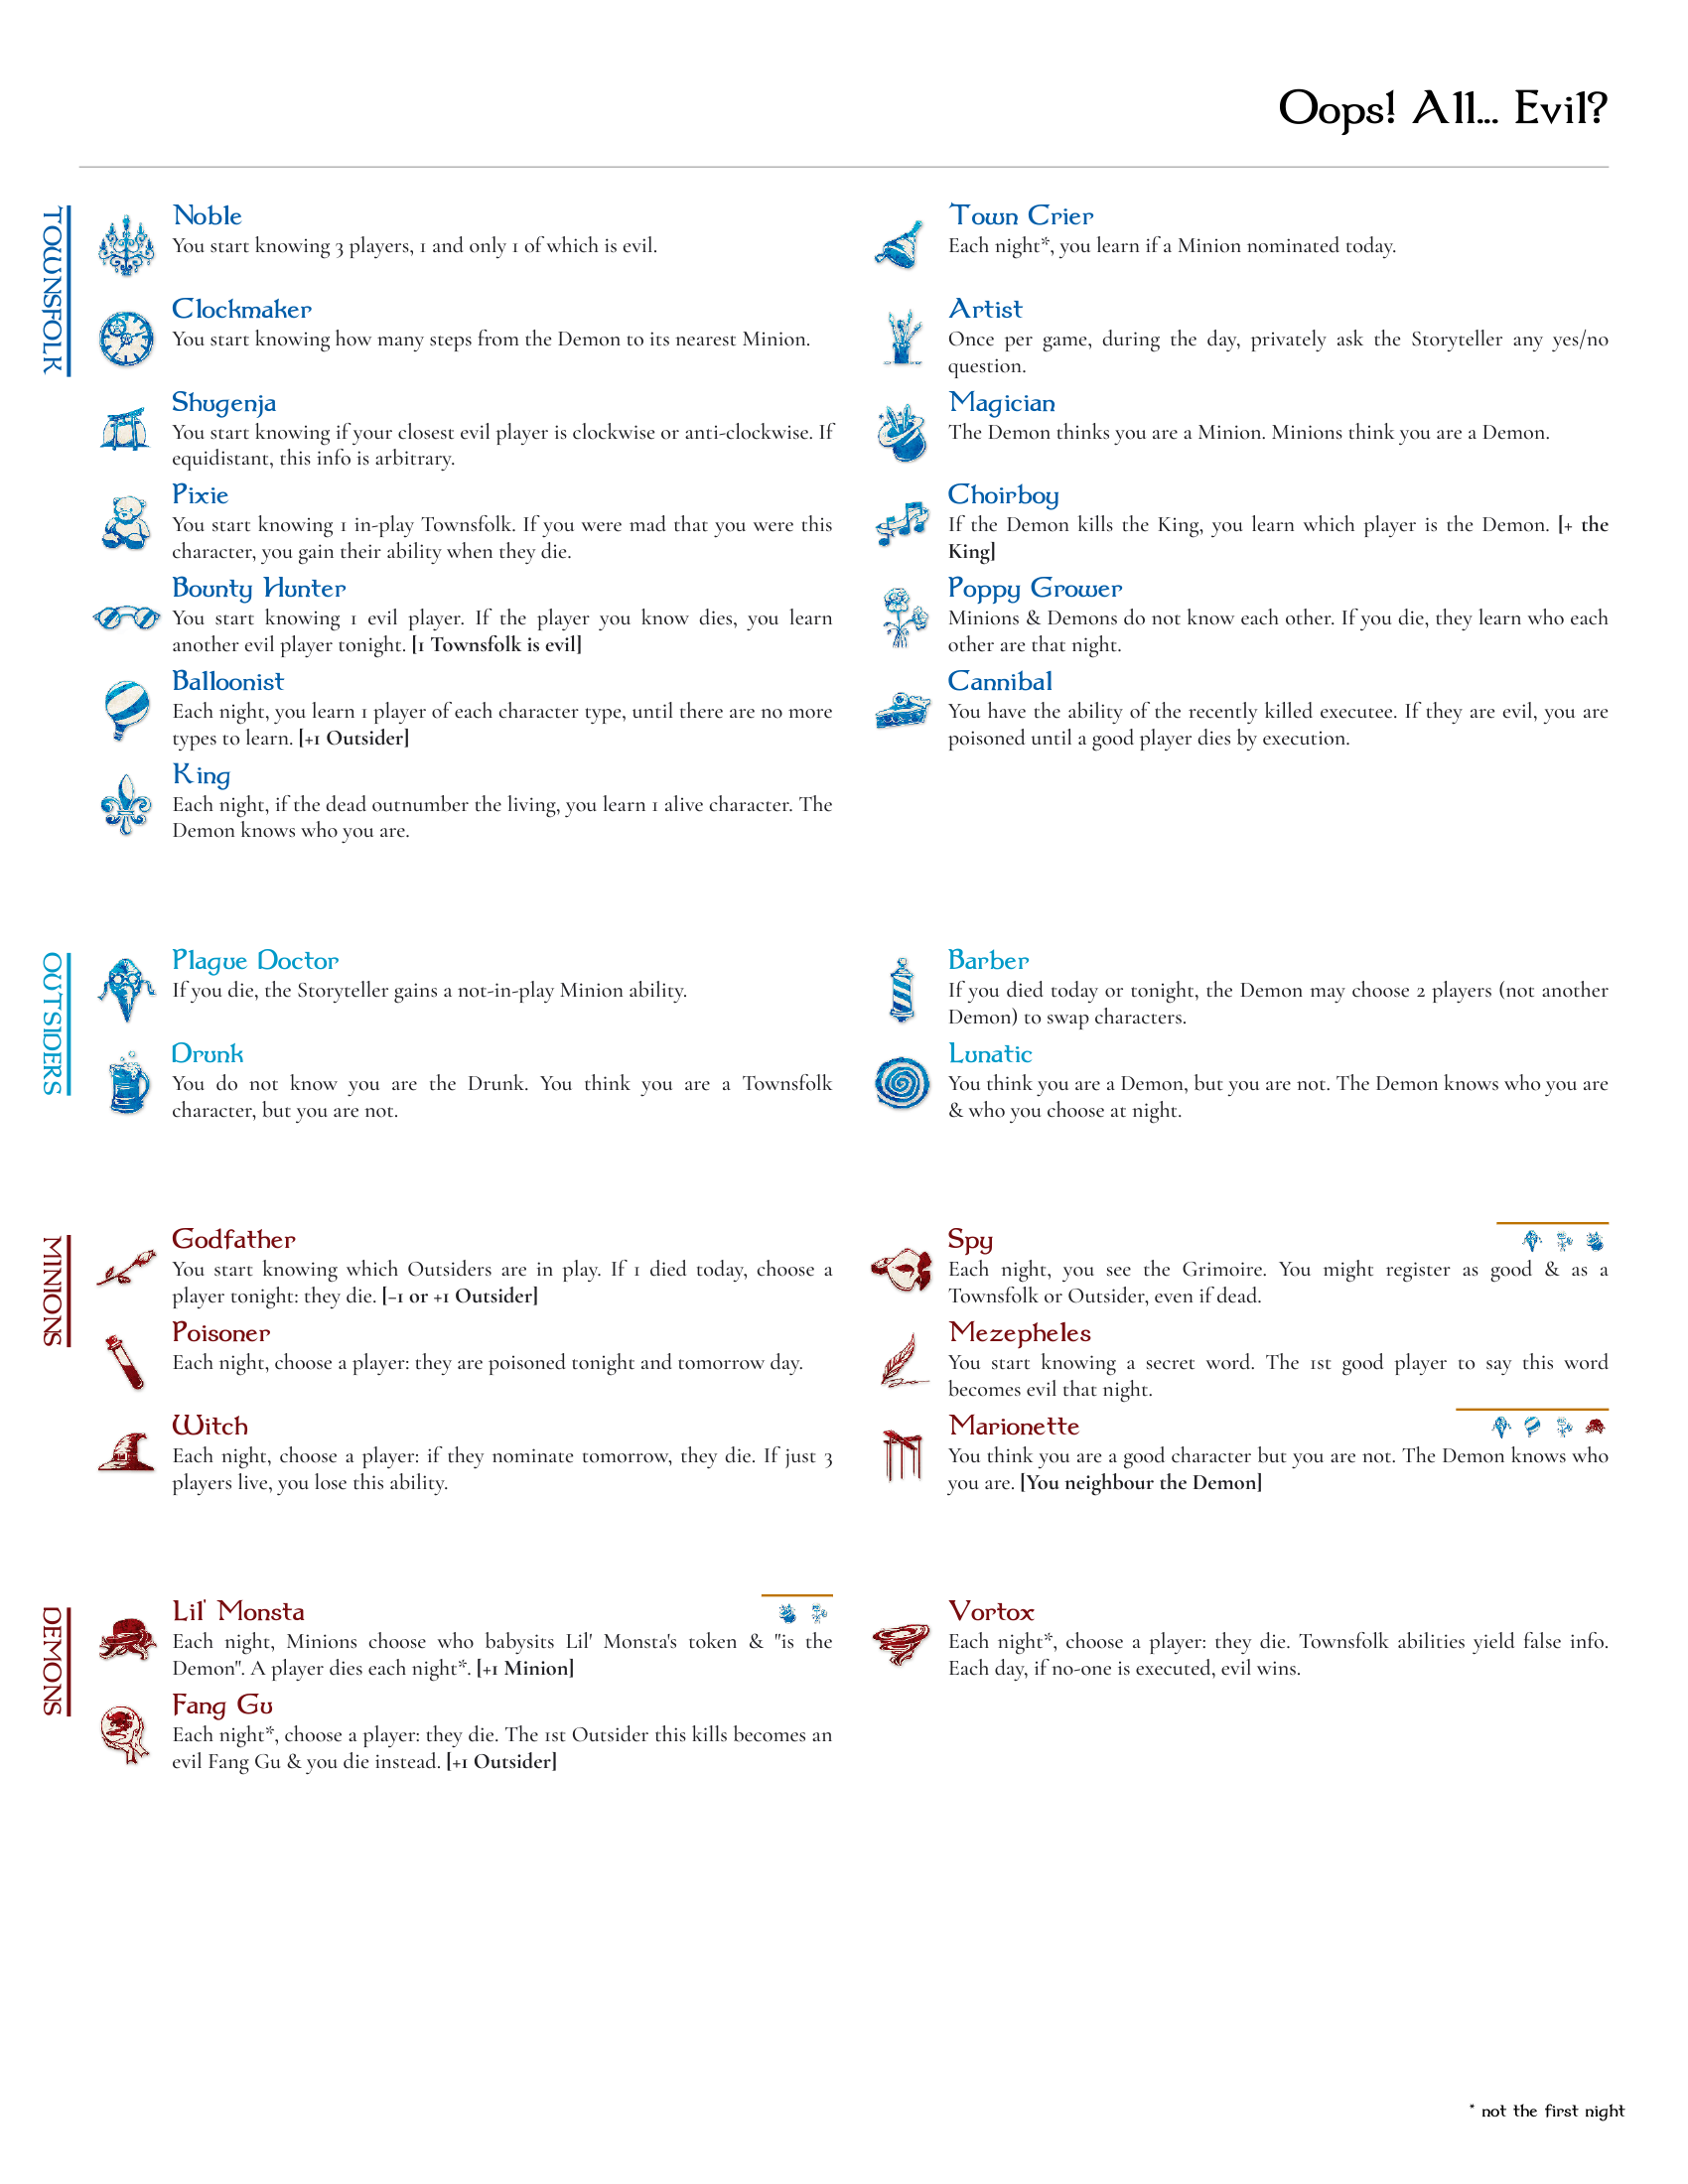 Oops! All... Evil?
TOWNSFOLK
Noble
You start knowing 3 players, 1 and only 1 of which is evil.
Clockmaker
You start knowing how many steps from the Demon to its nearest Minion.
Shugenja
You start knowing if your closest evil player is clockwise or anti-clockwise. If
equidistant, this info is arbitrary.
Pixie
You start knowing 1 in-play Townsfolk. If you were mad that you were this
character, you gain their ability when they die.
Bounty Hunter
You start knowing 1 evil player. If the player you know dies, you learn
another evil player tonight. [1 Townsfolk is evil]
Balloonist
Each night, you learn 1 player of each character type, until there are no more
types to learn. [+1 Outsider]
King
Each night, if the dead outnumber the living, you learn 1 alive character. The
Demon knows who you are.
Town Crier
Each night*, you learn if a Minion nominated today.
Artist
Once per game, during the day, privately ask the Storyteller any yes/no
question.
Magician
The Demon thinks you are a Minion. Minions think you are a Demon.
Choirboy
If the Demon kills the King, you learn which player is the Demon. [+ the
King]
Poppy Grower
Minions & Demons do not know each other. If you die, they learn who each
other are that night.
Cannibal
You have the ability of the recently killed executee. If they are evil, you are
poisoned until a good player dies by execution.
OUTSIDERS
Plague Doctor
If you die, the Storyteller gains a not-in-play Minion ability.
Drunk
You do not know you are the Drunk. You think you are a Townsfolk
character, but you are not.
Barber
If you died today or tonight, the Demon may choose 2 players (not another
Demon) to swap characters.
Lunatic
You think you are a Demon, but you are not. The Demon knows who you are
& who you choose at night.
MINIONS
Godfather
You start knowing which Outsiders are in play. If 1 died today, choose a
player tonight: they die. [−1 or +1 Outsider]
Poisoner
Each night, choose a player: they are poisoned tonight and tomorrow day.
Witch
Each night, choose a player: if they nominate tomorrow, they die. If just 3
players live, you lose this ability.
Spy
Each night, you see the Grimoire. You might register as good & as a
Townsfolk or Outsider, even if dead.
Mezepheles
You start knowing a secret word. The 1st good player to say this word
becomes evil that night.
Marionette
You think you are a good character but you are not. The Demon knows who
you are. [You neighbour the Demon]
DEMONS
Lil' Monsta
Each night, Minions choose who babysits Lil' Monsta's token & "is the
Demon". A player dies each night*. [+1 Minion]
Fang Gu
Each night*, choose a player: they die. The 1st Outsider this kills becomes an
evil Fang Gu & you die instead. [+1 Outsider]
Vortox
Each night*, choose a player: they die. Townsfolk abilities yield false info.
Each day, if no-one is executed, evil wins.
* not the first night